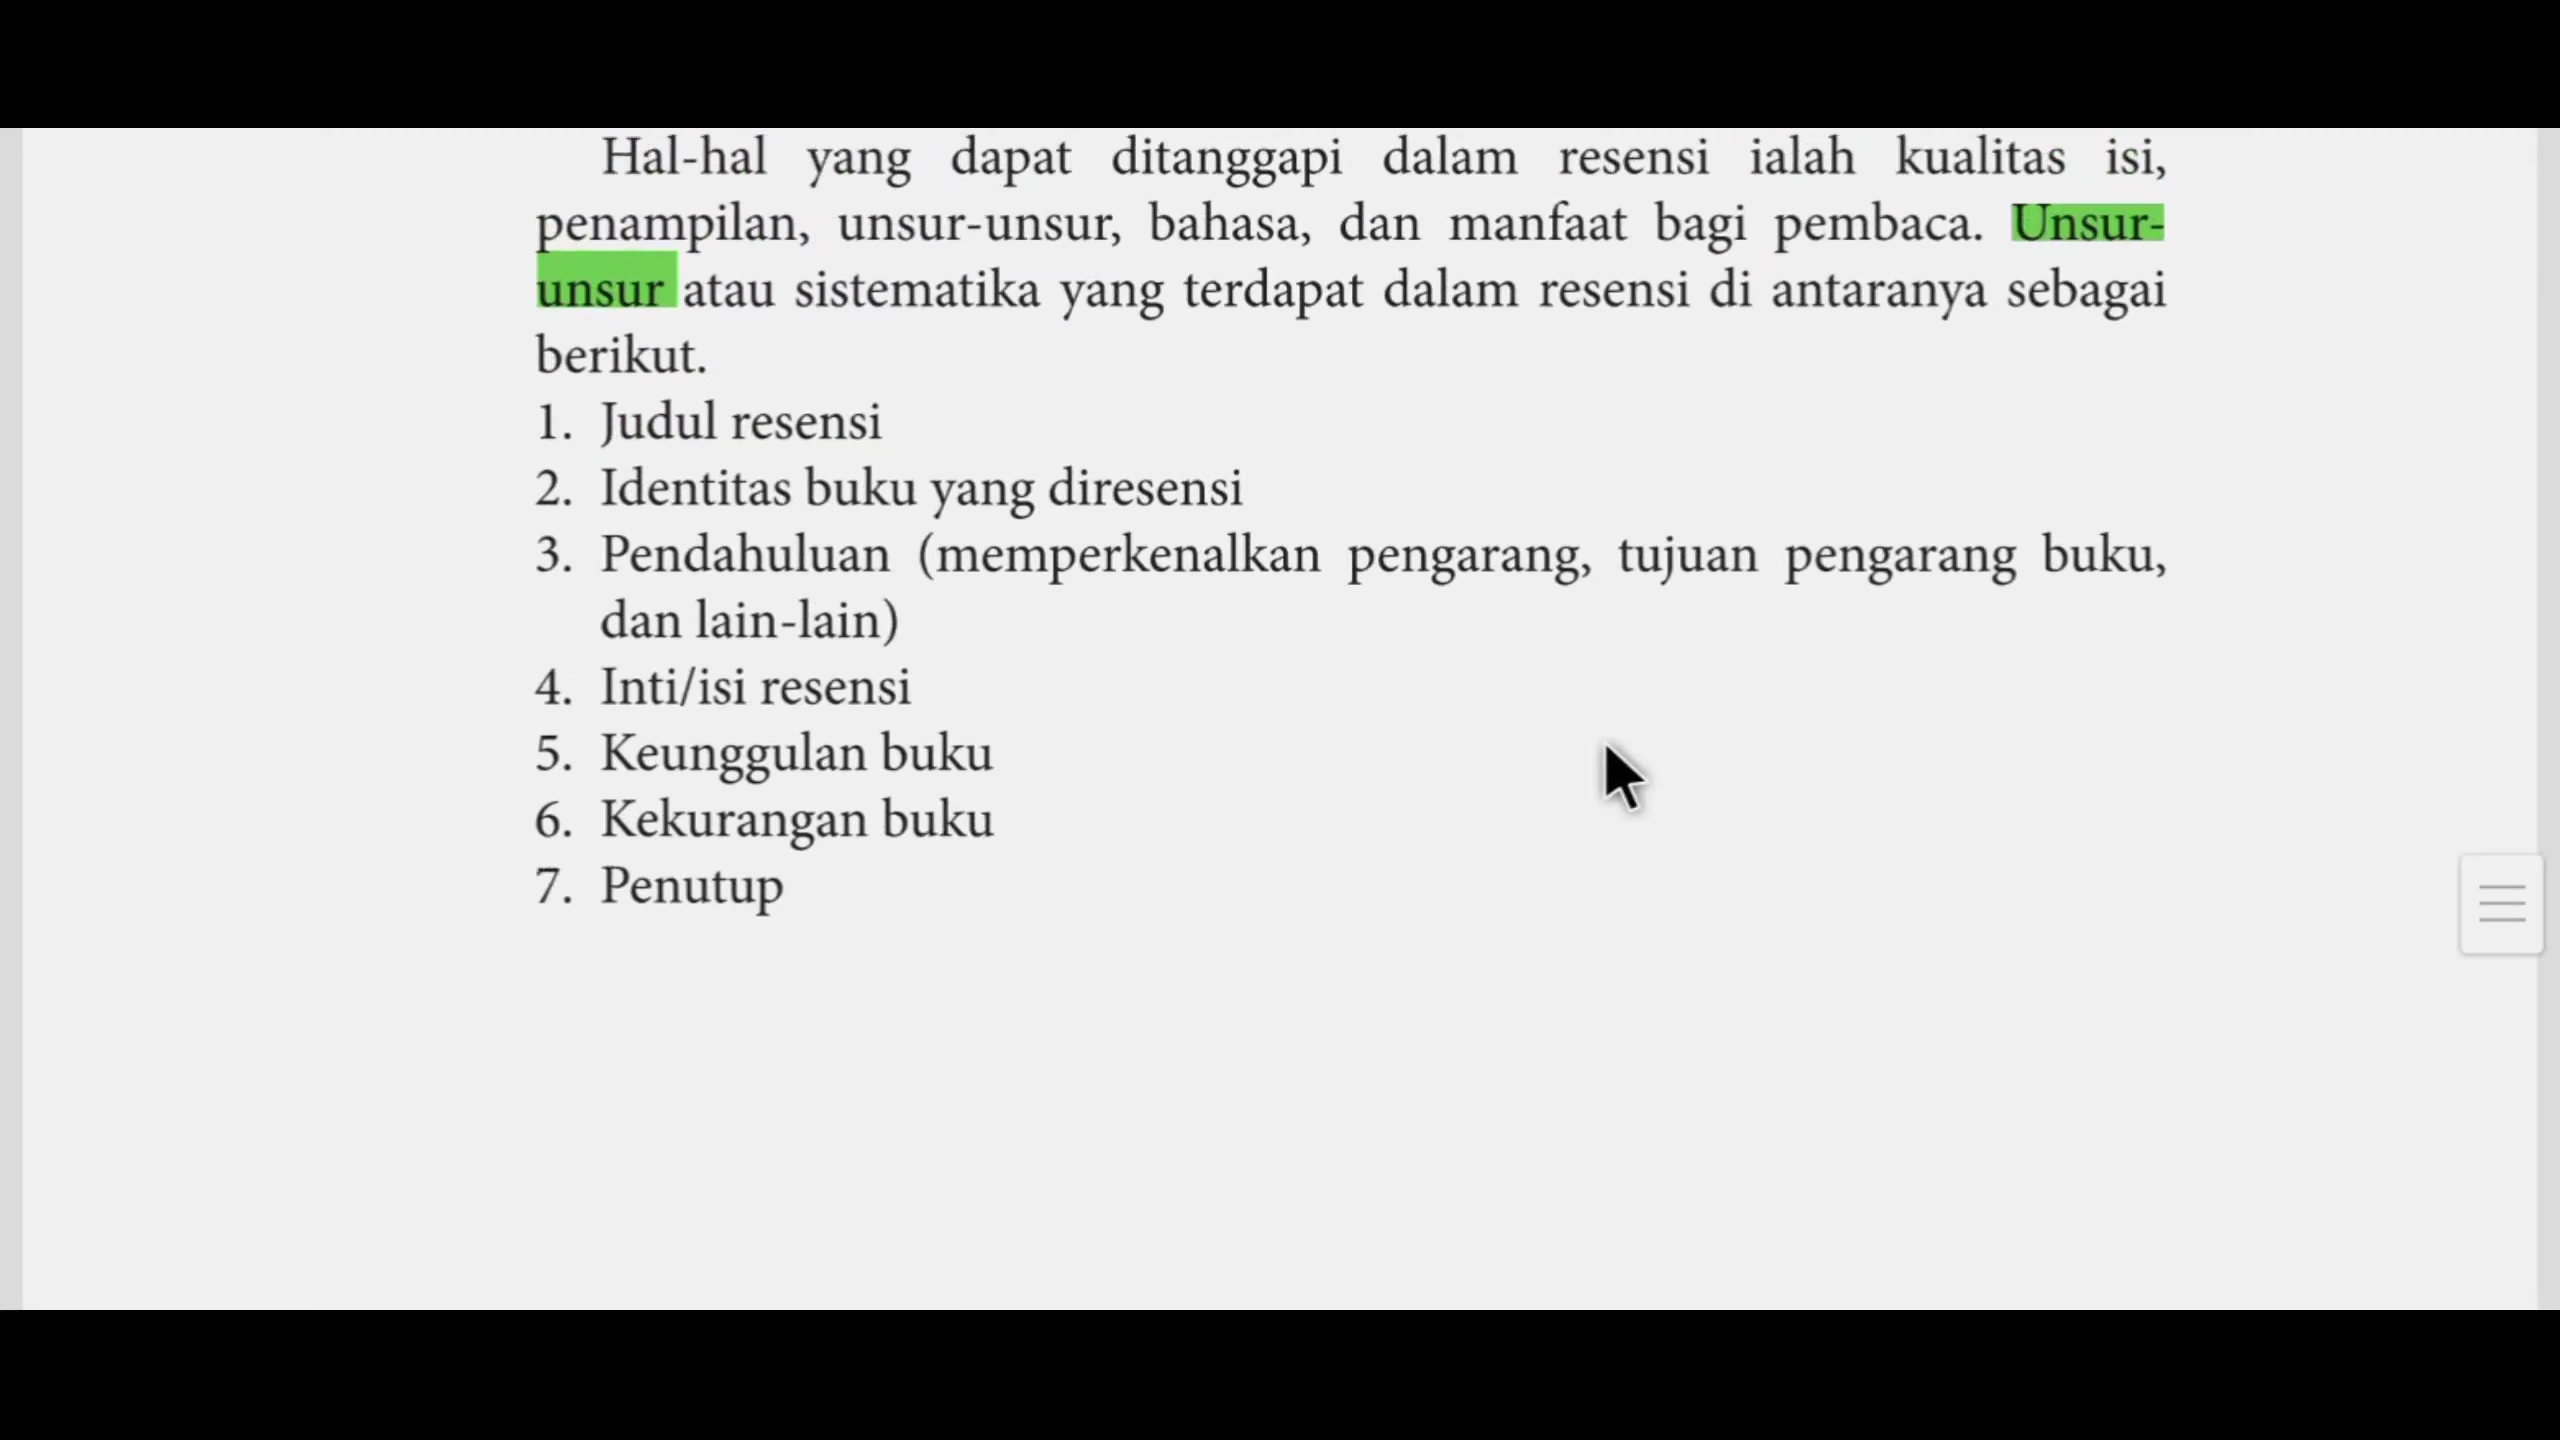 Hal-hal yang dapat ditanggapi dalam resensi ialah kualitas isi,
penampilan, unsur-unsur, bahasa, dan manfaat bagi pembaca. Unsur-
unsur atau sistematika yang terdapat dalam resensi di antaranya sebagai
berikut.
1. Judul resensi
2. Identitas buku yang diresensi
3. Pendahuluan (memperkenalkan pengarang, tujuan pengarang buku,
dan lain-lain)
4. Inti/isi resensi
5. Keunggulan buku
6. Kekurangan buku
7. Penutup